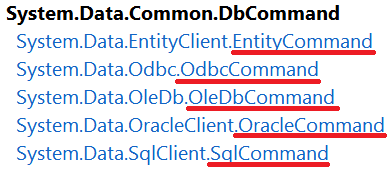 System.Data.Common.DbCommand
System.Data.EntityClient.EntityCommand
System.Data.Odbc.OdbcCommand
System.Data.OleDb.OleDbCommand
System.Data.OracleClient.OracleCommand
System.Data.SqlClient.SqlCommand